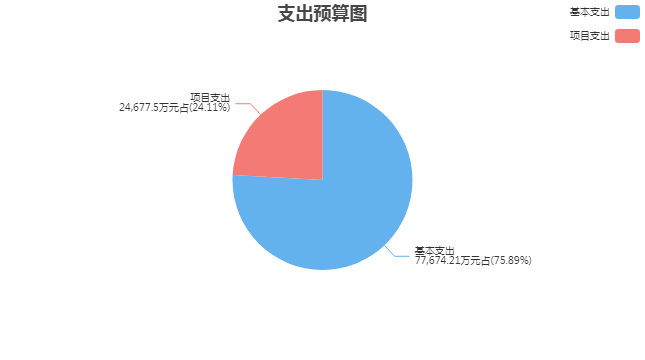 支出预算图
基本支出
项目支出
项目支出
24,677.5万元占(24.11%)
基本支出
77,674.21万元占(75.89%)